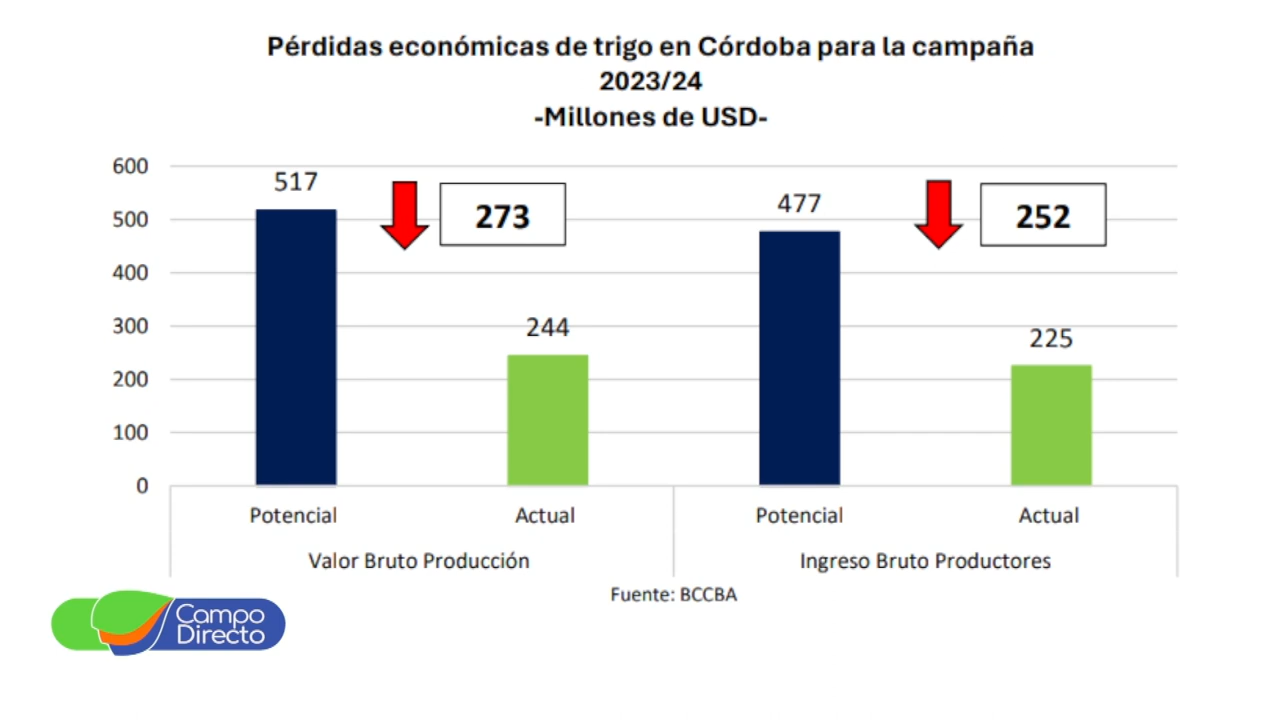 Pérdidas económicas de trigo en Córdoba para la campaña
2023/24
-Millones de USD-
600
500
400
300
200
100
0
517
273
244
477
252
225
Potencial
Actual
Potencial
Actual
Valor Bruto Producción
Ingreso Bruto Productores
Fuente: BCCBA
Campo
Directo